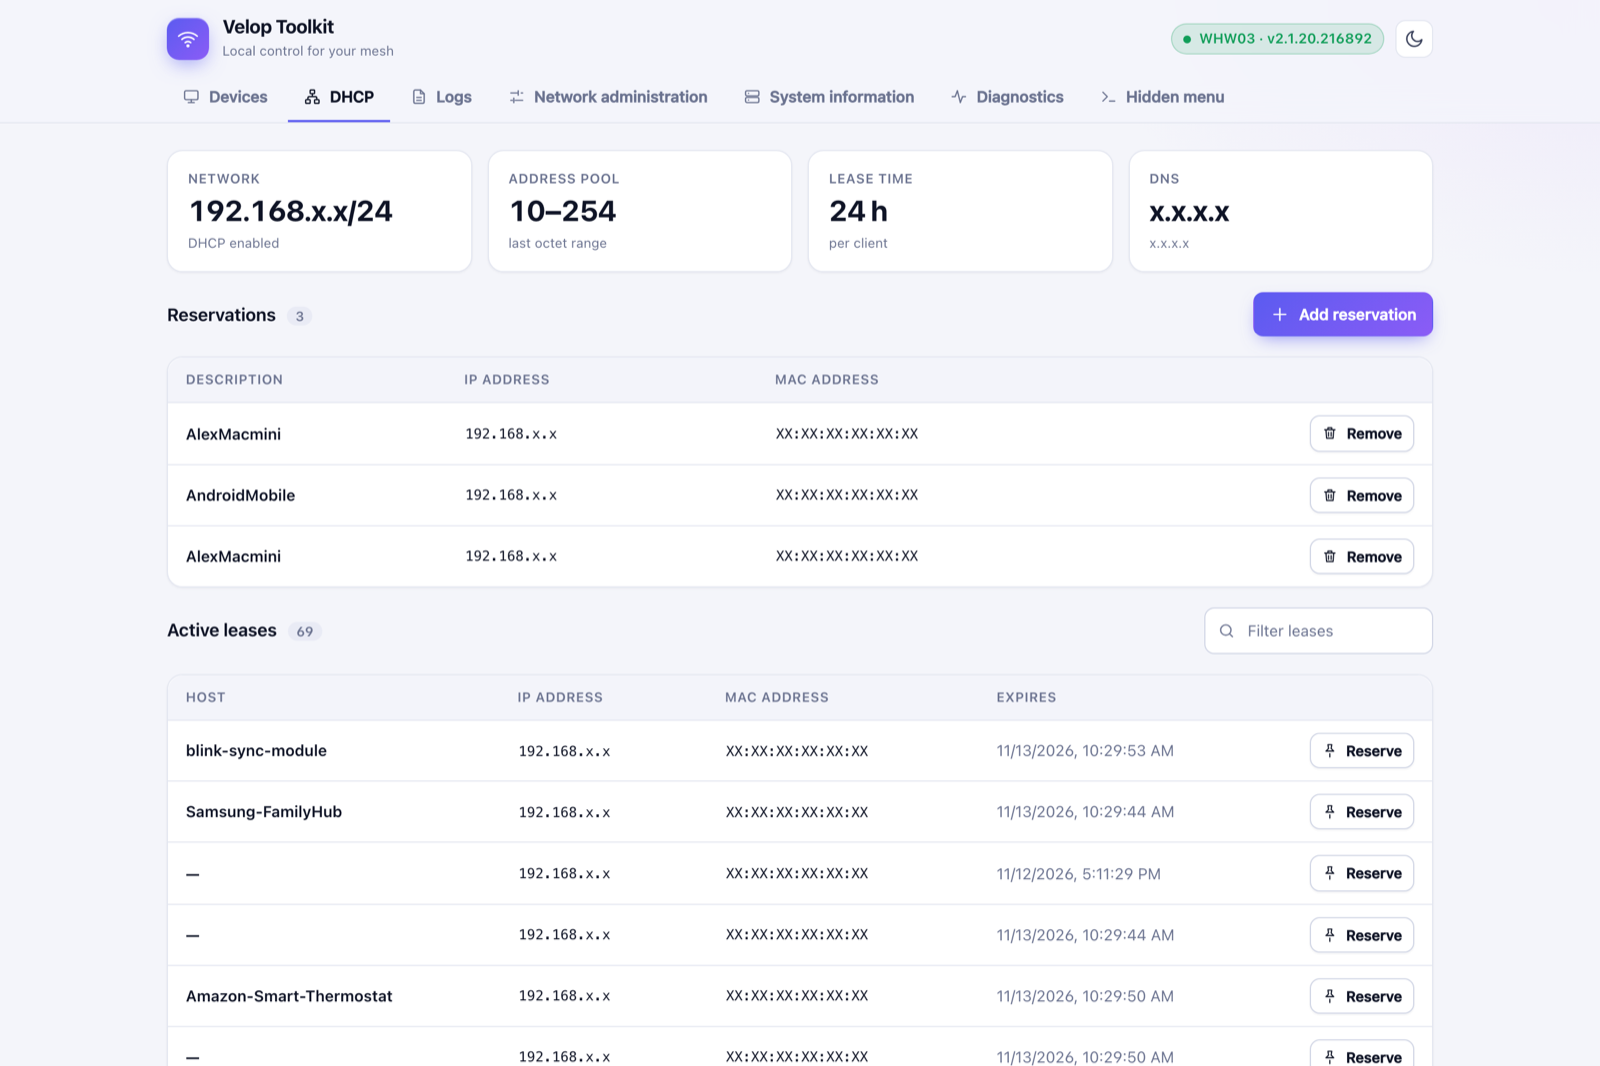 Velop Toolkit
Local control for your mesh
WHW03 · v2.1.20.216892
Devices
DHCP
Logs
Network administration
System information
Diagnostics
Hidden menu
NETWORK
192.168.x.x/24
DHCP enabled
ADDRESS POOL
10–254
last octet range
LEASE TIME
24 h
per client
DNS
x.x.x.x
x.x.x.x
Reservations 3
Add reservation
DESCRIPTION IP ADDRESS MAC ADDRESS
AlexMacmini 192.168.x.x XX:XX:XX:XX:XX:XX Remove
AndroidMobile 192.168.x.x XX:XX:XX:XX:XX:XX Remove
AlexMacmini 192.168.x.x XX:XX:XX:XX:XX:XX Remove
Active leases 69
Filter leases
HOST IP ADDRESS MAC ADDRESS EXPIRES
blink-sync-module 192.168.x.x XX:XX:XX:XX:XX:XX 11/13/2026, 10:29:53 AM Reserve
Samsung-FamilyHub 192.168.x.x XX:XX:XX:XX:XX:XX 11/13/2026, 10:29:44 AM Reserve
— 192.168.x.x XX:XX:XX:XX:XX:XX 11/12/2026, 5:11:29 PM Reserve
— 192.168.x.x XX:XX:XX:XX:XX:XX 11/13/2026, 10:29:44 AM Reserve
Amazon-Smart-Thermostat 192.168.x.x XX:XX:XX:XX:XX:XX 11/13/2026, 10:29:50 AM Reserve
— 192.168.x.x XX:XX:XX:XX:XX:XX 11/13/2026, 10:29:50 AM Reserve